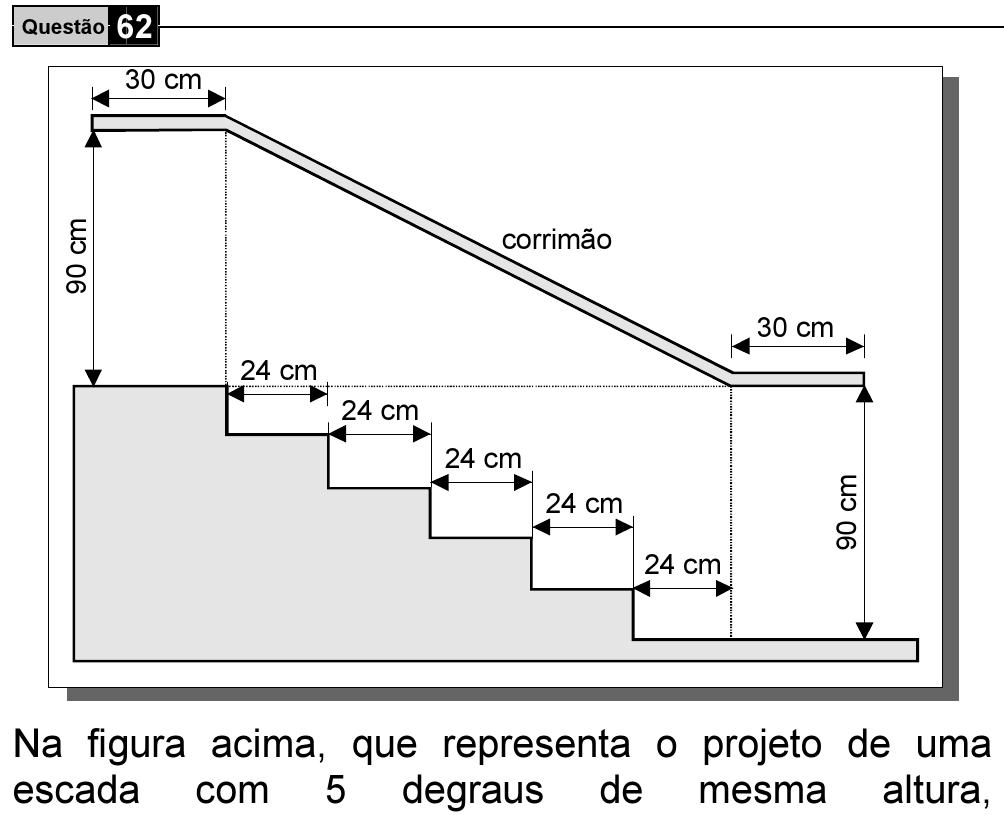 Questão 62
30 cm
90 cm
corrimão
30 cm
24 cm
24 cm
24 cm
24 cm
24 cm
90 cm
Na figura acima, que representa o projeto de uma
escada com 5 degraus de mesma altura,